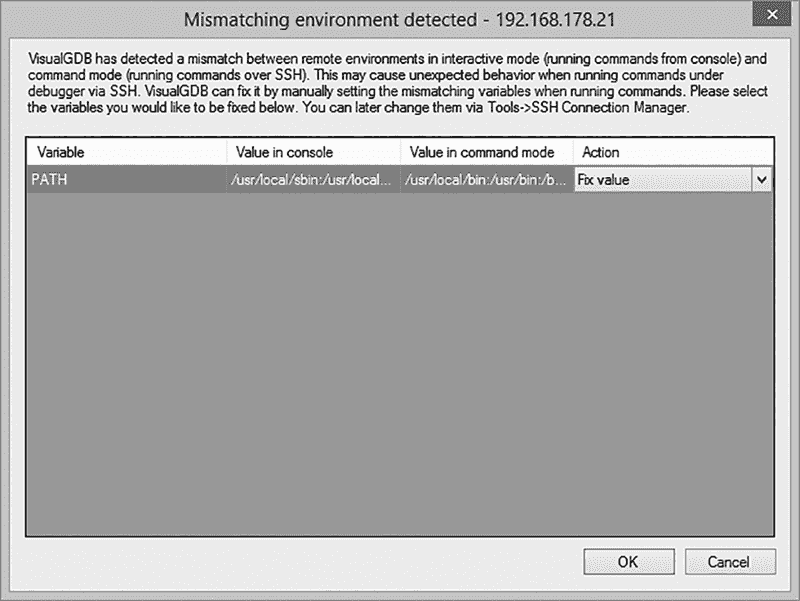 Mismatching environment detected - 192.168.178.21
VisualGDB has detected a mismatch between remote environments in interactive mode (running commands from console) and
command mode (running commands over SSH). This may cause unexpected behavior when running commands under
debugger via SSH. VisualGDB can fix it by manually setting the mismatching variables when running commands. Please select
the variables you would like to be fixed below. You can later change them via Tools->SSH Connection Manager.
Variable Value in console Value in command mode Action
PATH /usr/local/sbin:/usr/local... /usr/local/bin:/usr/bin:/b... Fix value
OK Cancel